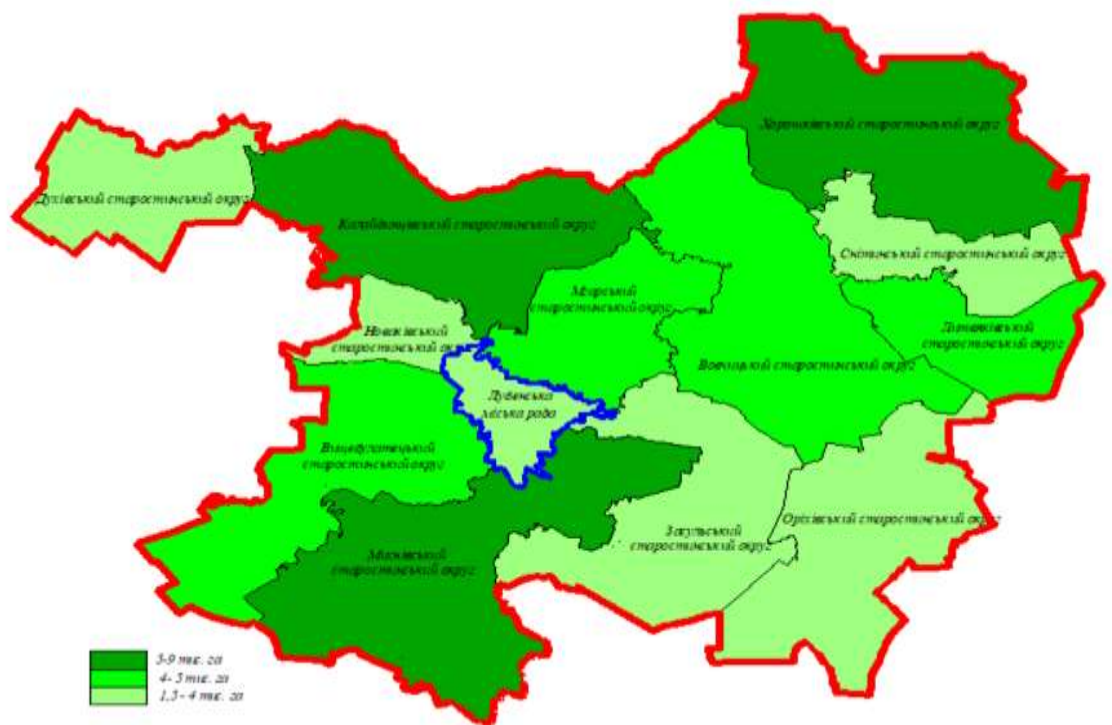 Харсіківський старостинський округ
Духівський старостинський округ
Калайдинцівський старостинський округ
Снітинський старостинський округ
Мгарський
старостинський округ
Новаківський
старостинський округ
старостинський округ
Вовчицький старостинський округ
Лубенська
міська рада
старостинський округ
Засульський
старостинський округ
Оріхівський старостинський округ
старостинський округ
5-9 тис. га
4- 5 тис. га
1,5 - 4 тис. га